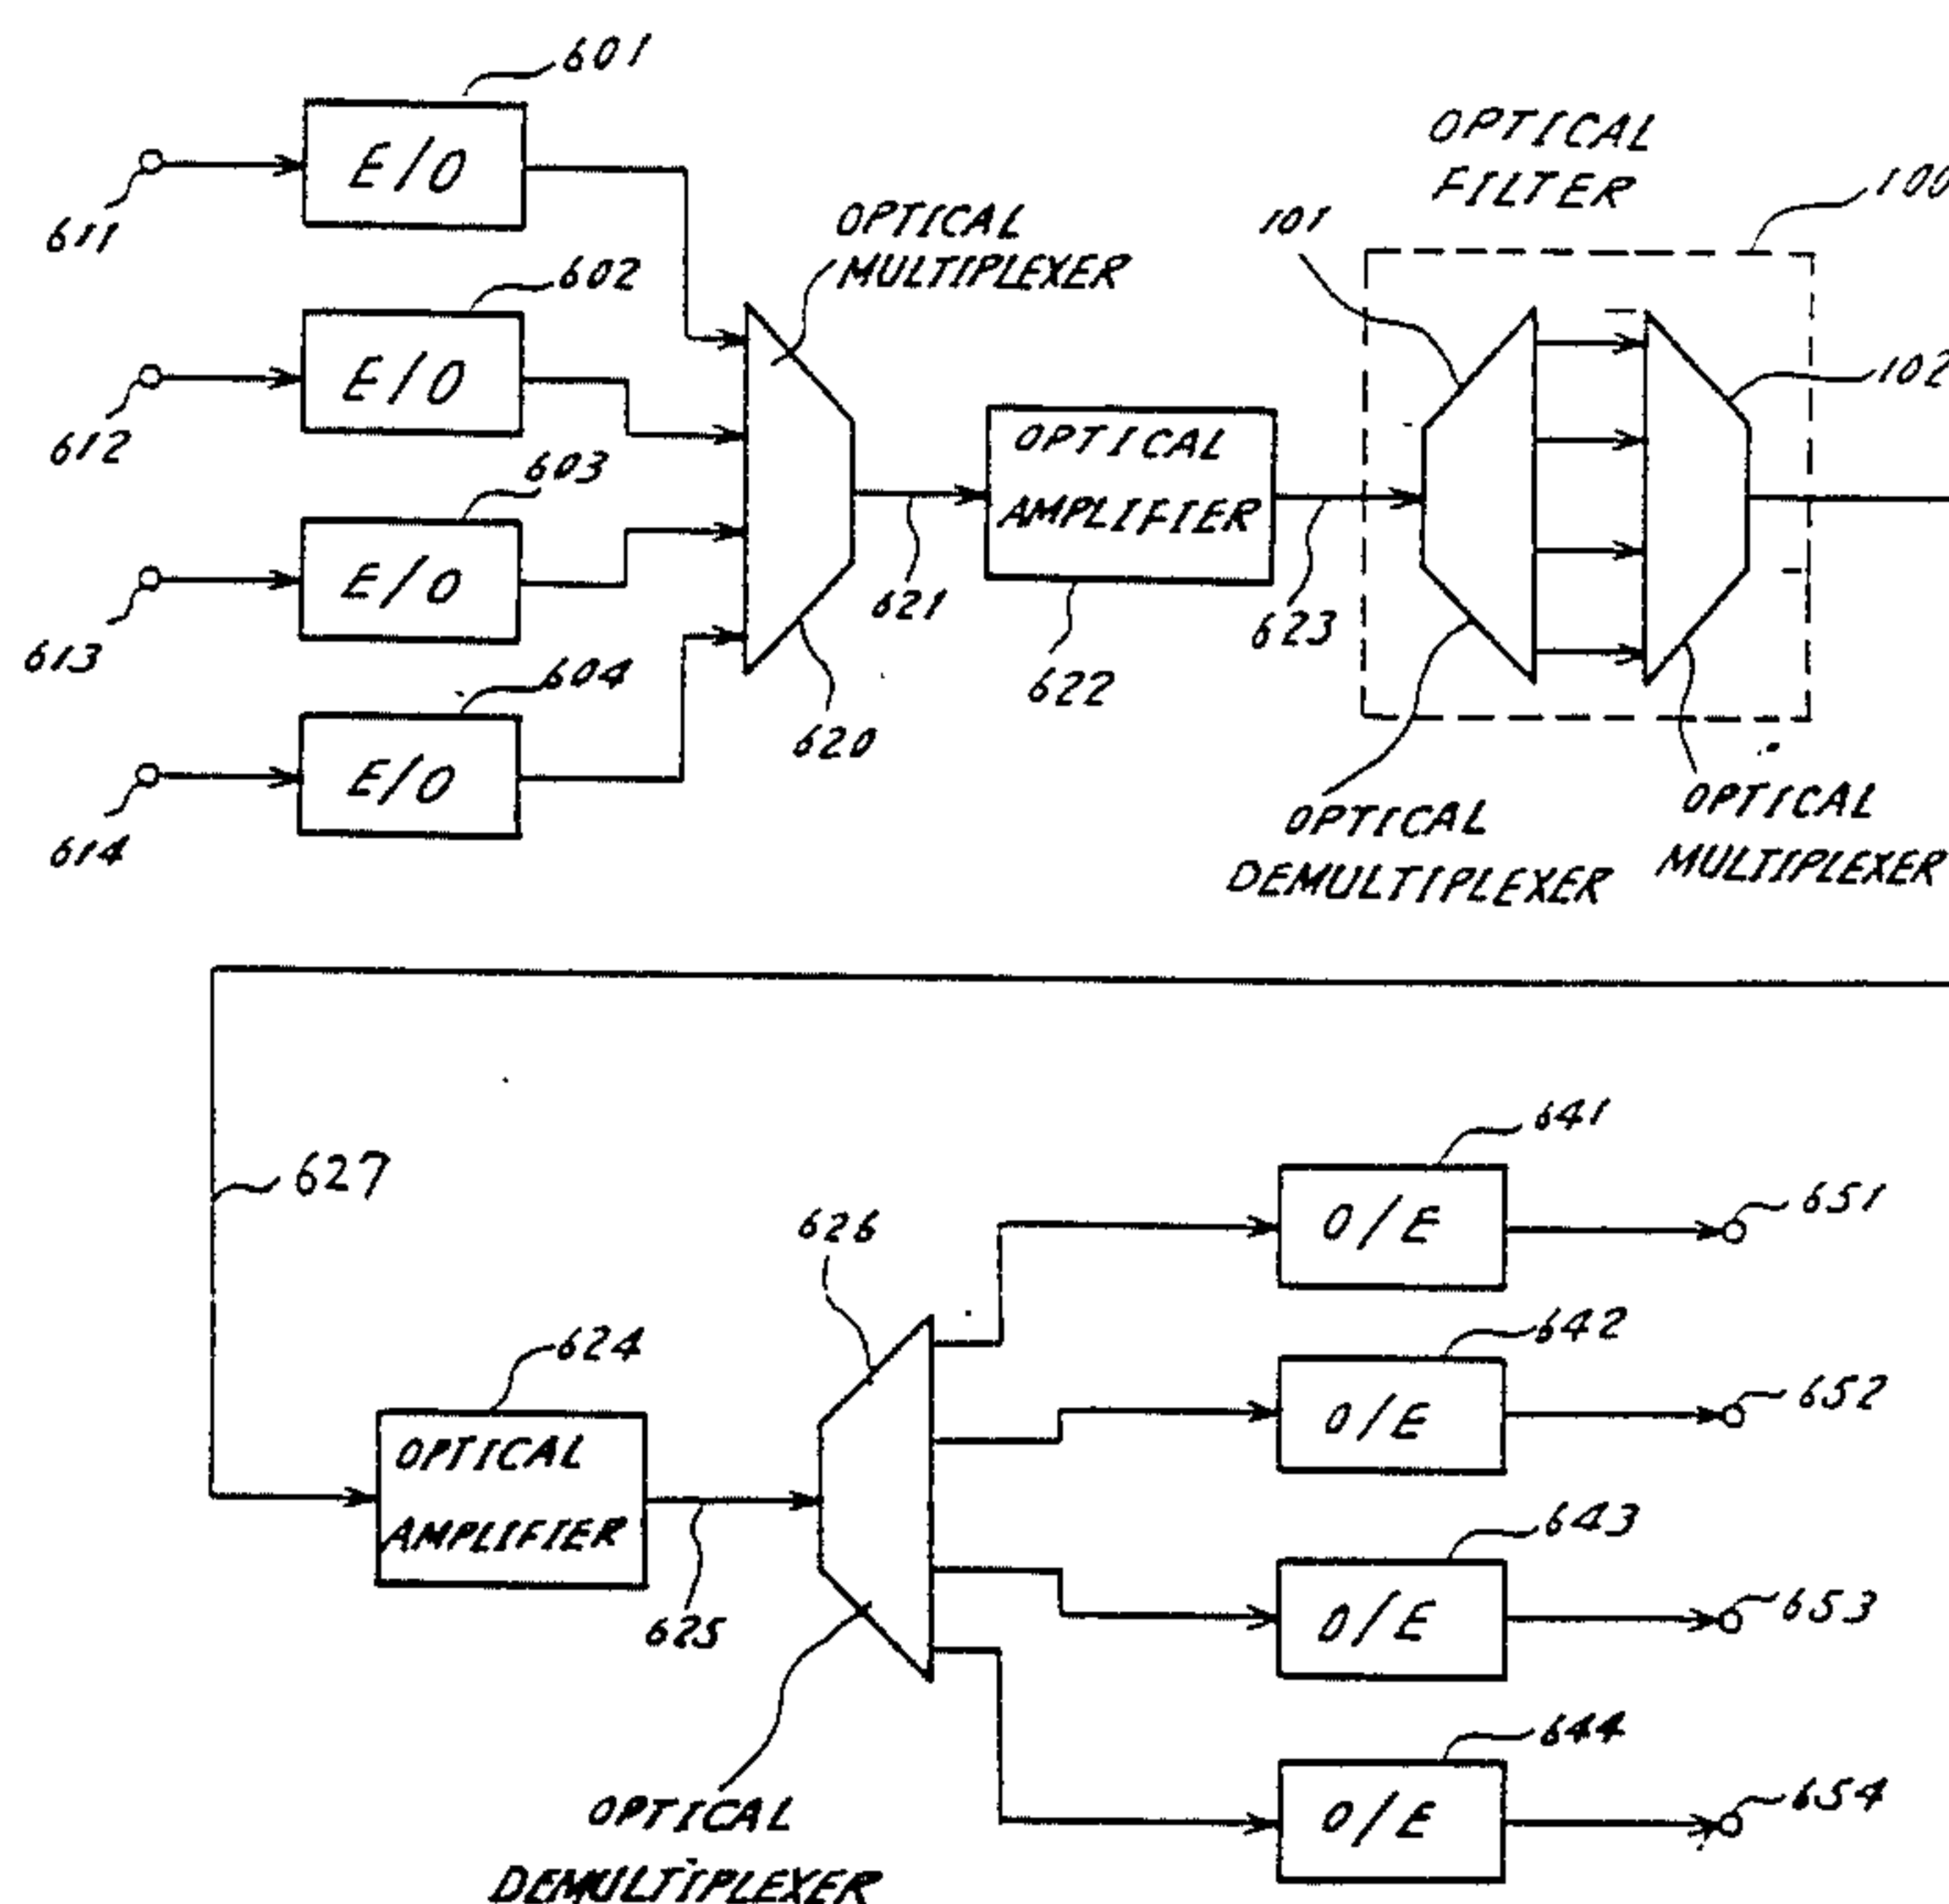 601
E/O
611
OPTICAL
MULTIPLEXER
602
E/O
612
603
E/O
613
604
E/O
614
620
621
OPTICAL
AMPLIFIER
622
623
OPTICAL
FILTER
100
101
102
OPTICAL
DEMULTIPLEXER
OPTICAL
MULTIPLEXER
627
624
OPTICAL
AMPLIFIER
625
626
OPTICAL
DEMULTIPLEXER
641
O/E
651
642
O/E
652
643
O/E
653
644
O/E
654